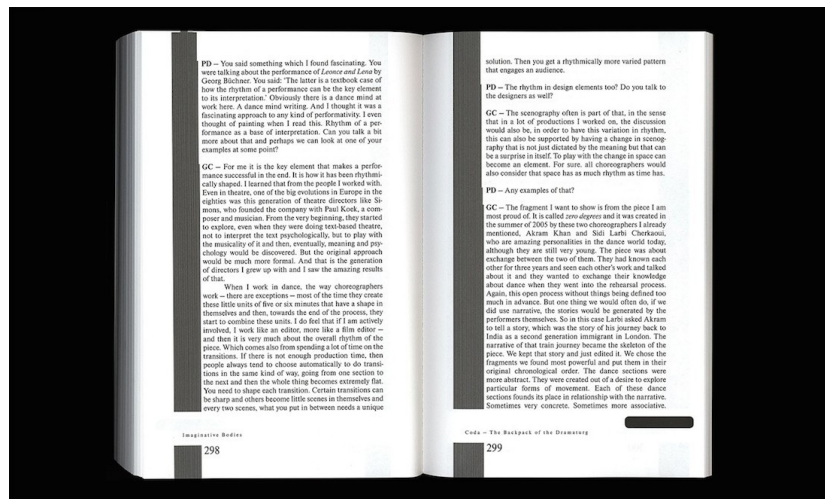 PD – You said something which I found fascinating. You
were talking about the performance of Leonce and Lena by
Georg Büchner. You said: 'The latter is a textbook case of
how the rhythm of a performance can be the key element
to its interpretation.' Obviously there is a dance mind at
work here. A dance mind writing. And I thought it was a
fascinating approach to any kind of performativity. I even
thought of painting when I read this. Rhythm of a per-
formance as a base of interpretation. Can you talk a bit
more about that and perhaps we can look at one of your
examples at some point?
GC – For me it is the key element that makes a perfor-
mance successful in the end. It is how it has been rhythmi-
cally shaped. I learned that from the people I worked with.
Even in theatre, one of the big evolutions in Europe in the
eighties was this generation of theatre directors like Si-
mons, who founded the company with Paul Koek, a com-
poser and musician. From the very beginning, they started
to explore, even when they were doing text-based theatre,
not to interpret the text psychologically, but to play with
the musicality of it and then, eventually, meaning and psy-
chology would be discovered. But the original approach
would be much more formal. And that is the generation
of directors I grew up with and I saw the amazing results
of that.
When I work in dance, the way choreographers
work – there are exceptions – most of the time they create
these little units of five or six minutes that have a shape in
themselves and then, towards the end of the process, they
start to combine these units. I do feel that if I am actively
involved, I work like an editor, more like a film editor –
and then it is very much about the overall rhythm of the
piece. Which comes also from spending a lot of time on the
transitions. If there is not enough production time, then
people always tend to choose automatically to do transi-
tions in the same kind of way, going from one section to
the next and then the whole thing becomes extremely flat.
You need to shape each transition. Certain transitions can
be sharp and others become little scenes in themselves and
every two scenes, what you put in between needs a unique
Imaginative Bodies
298
solution. Then you get a rhythmically more varied pattern
that engages an audience.
PD – The rhythm in design elements too? Do you talk to
the designers as well?
GC – The scenography often is part of that, in the sense
that in a lot of productions I worked on, the discussion
would also be, in order to have this variation in rhythm,
this can also be supported by having a change in scenog-
raphy that is not just dictated by the meaning but that can
be a surprise in itself. To play with the change in space can
become an element. For sure, all choreographers would
also consider that space has as much rhythm as time has.
PD – Any examples of that?
GC – The fragment I want to show is from the piece I am
most proud of. It is called zero degrees and it was created in
the summer of 2005 by these two choreographers I already
mentioned, Akram Khan and Sidi Larbi Cherkaoui,
who are amazing personalities in the dance world today,
although they are still very young. The piece was about
exchange between the two of them. They had known each
other for three years and seen each other's work and talked
about it and they wanted to exchange their knowledge
about dance when they went into the rehearsal process.
Again, this open process without things being defined too
much in advance. But one thing we would often do, if we
did use narrative, the stories would be generated by the
performers themselves. So in this case Larbi asked Akram
to tell a story, which was the story of his journey back to
India as a second generation immigrant in London. The
narrative of that train journey became the skeleton of the
piece. We kept that story and just edited it. We chose the
fragments we found most powerful and put them in their
original chronological order. The dance sections were
more abstract. They were created out of a desire to explore
particular forms of movement. Each of these dance
sections founds its place in relationship with the narrative.
Sometimes very concrete. Sometimes more associative.
Coda – The Backpack of the Dramaturg
299